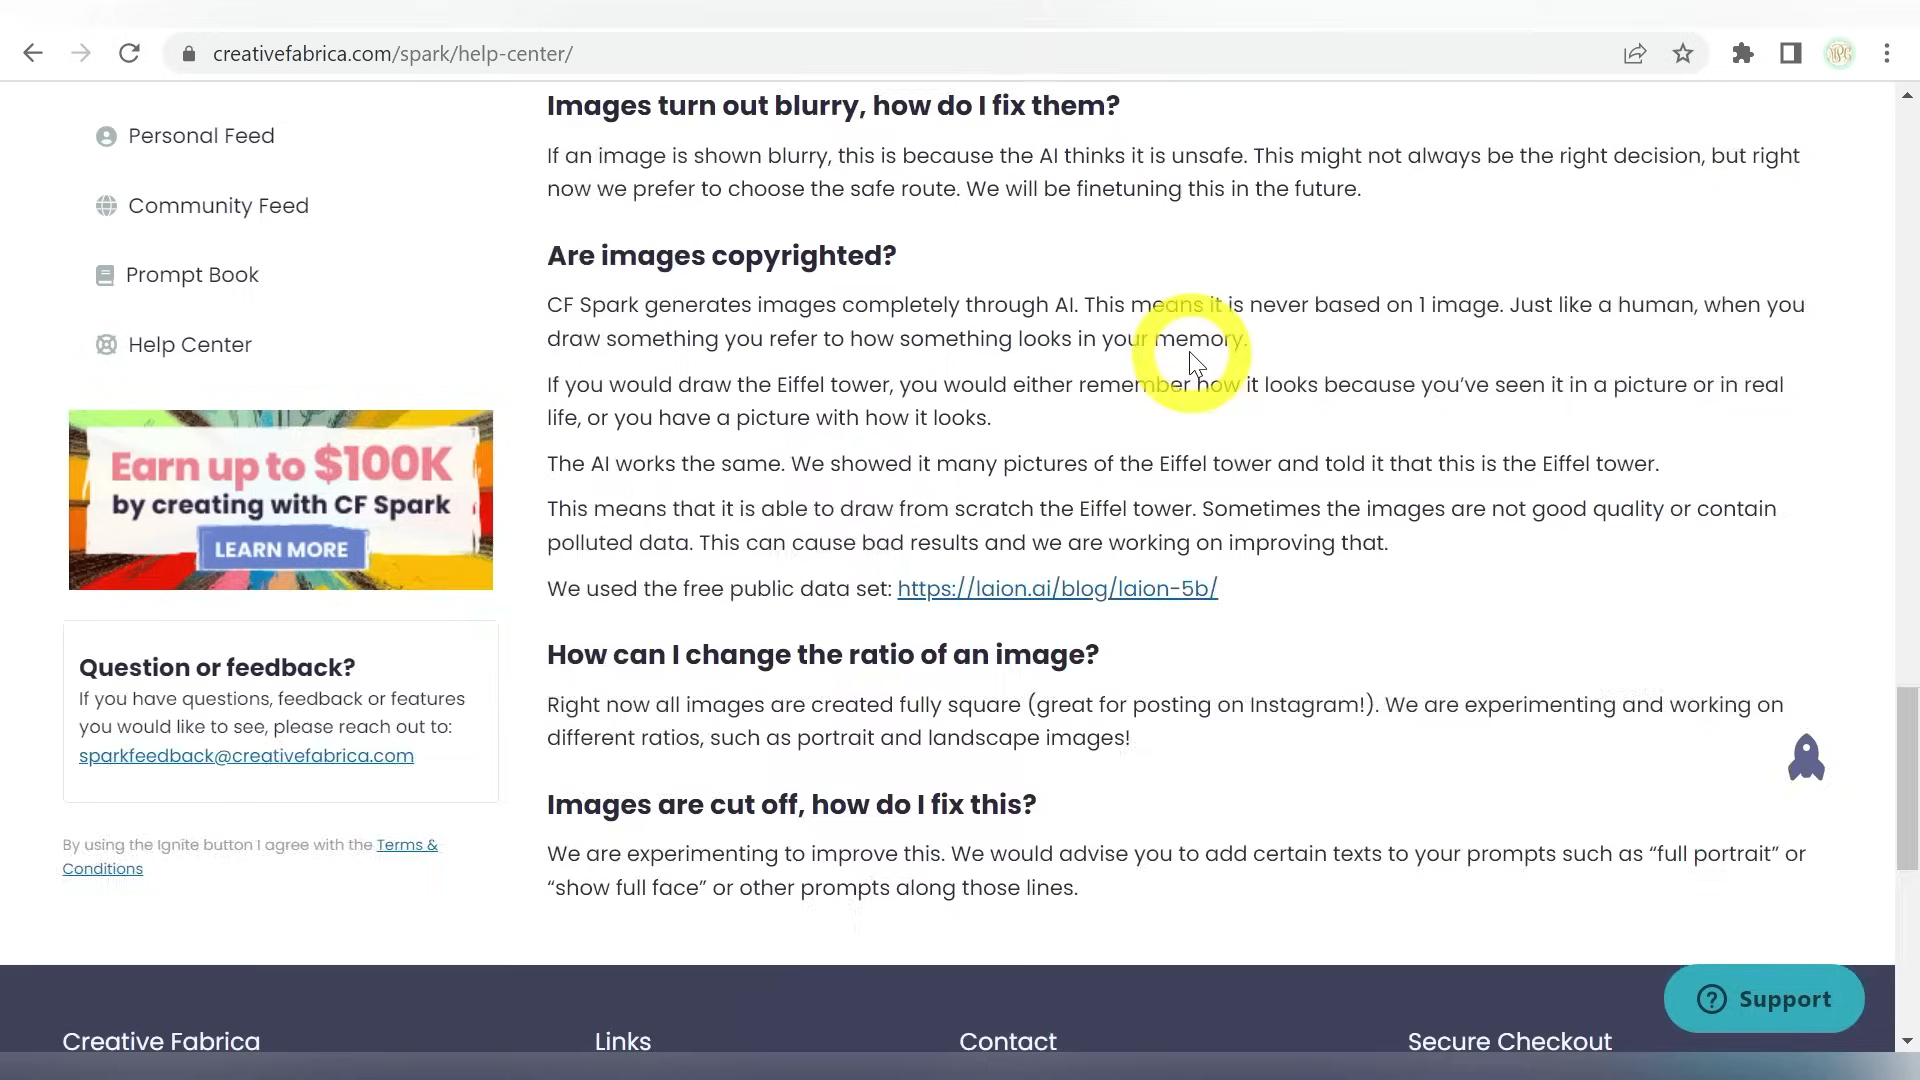 creativefabrica.com/spark/help-center/
Personal Feed
Community Feed
Prompt Book
Help Center
Earn up to $100K
by creating with CF Spark
LEARN MORE
Question or feedback?
If you have questions, feedback or features
you would like to see, please reach out to:
sparkfeedback@creativefabrica.com
By using the Ignite button I agree with the Terms &
Conditions
Images turn out blurry, how do I fix them?
If an image is shown blurry, this is because the AI thinks it is unsafe. This might not always be the right decision, but right
now we prefer to choose the safe route. We will be finetuning this in the future.
Are images copyrighted?
CF Spark generates images completely through AI. This means it is never based on 1 image. Just like a human, when you
draw something you refer to how something looks in your memory.
If you would draw the Eiffel tower, you would either remember how it looks because you’ve seen it in a picture or in real
life, or you have a picture with how it looks.
The AI works the same. We showed it many pictures of the Eiffel tower and told it that this is the Eiffel tower.
This means that it is able to draw from scratch the Eiffel tower. Sometimes the images are not good quality or contain
polluted data. This can cause bad results and we are working on improving that.
We used the free public data set: https://laion.ai/blog/laion-5b/
How can I change the ratio of an image?
Right now all images are created fully square (great for posting on Instagram!). We are experimenting and working on
different ratios, such as portrait and landscape images!
Images are cut off, how do I fix this?
We are experimenting to improve this. We would advise you to add certain texts to your prompts such as “full portrait” or
“show full face” or other prompts along those lines.
Support
Creative Fabrica
Links
Contact
Secure Checkout